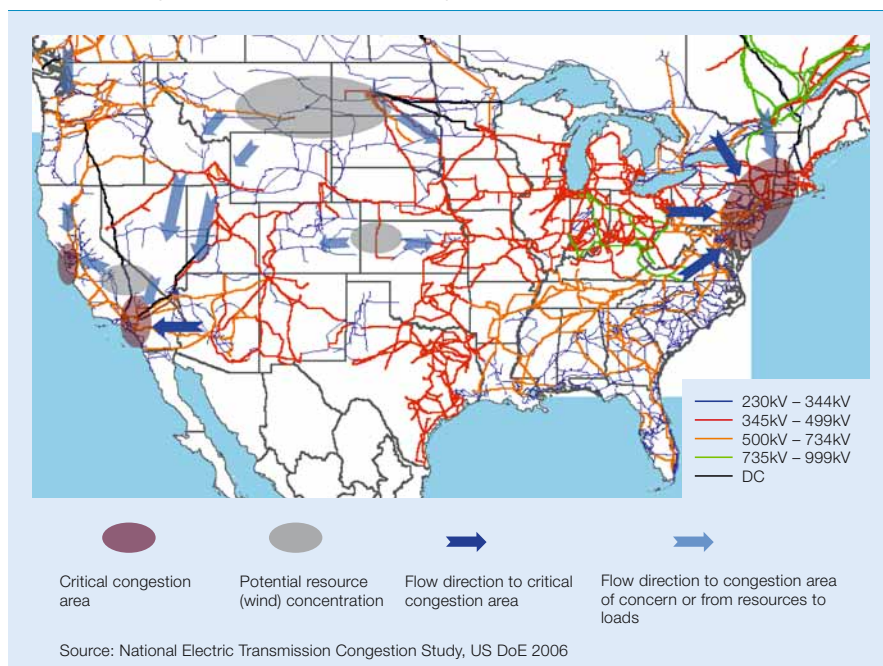 230kV – 344kV
345kV – 499kV
500kV – 734kV
735kV – 999kV
DC
Critical congestion
area
Potential resource
(wind) concentration
Flow direction to critical
congestion area
Flow direction to congestion area
of concern or from resources to
loads
Source: National Electric Transmission Congestion Study, US DoE 2006